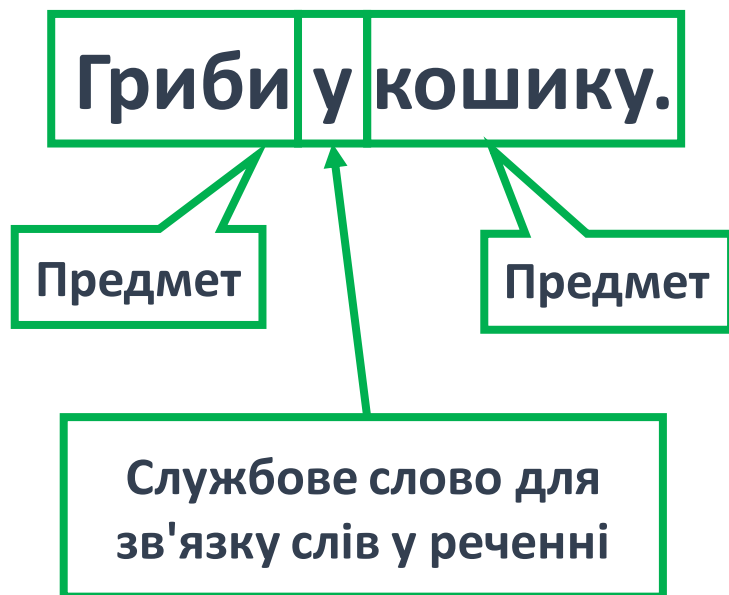 Гриби у кошику.
Предмет
Предмет
Службове слово для
зв'язку слів у реченні